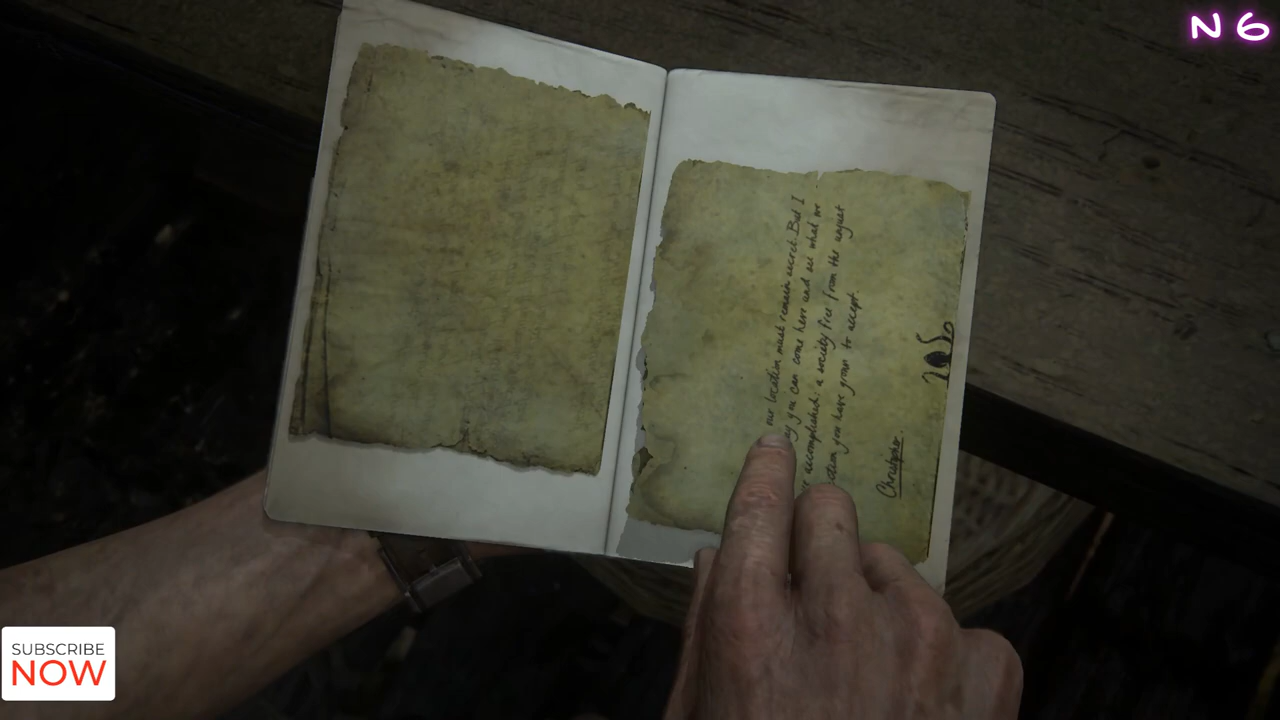 N 6
our location must remain secret. But I
you can come here and see what we
accomplished: a society free from the unjust
you have grown to accept.
Christopher.
SUBSCRIBE
NOW